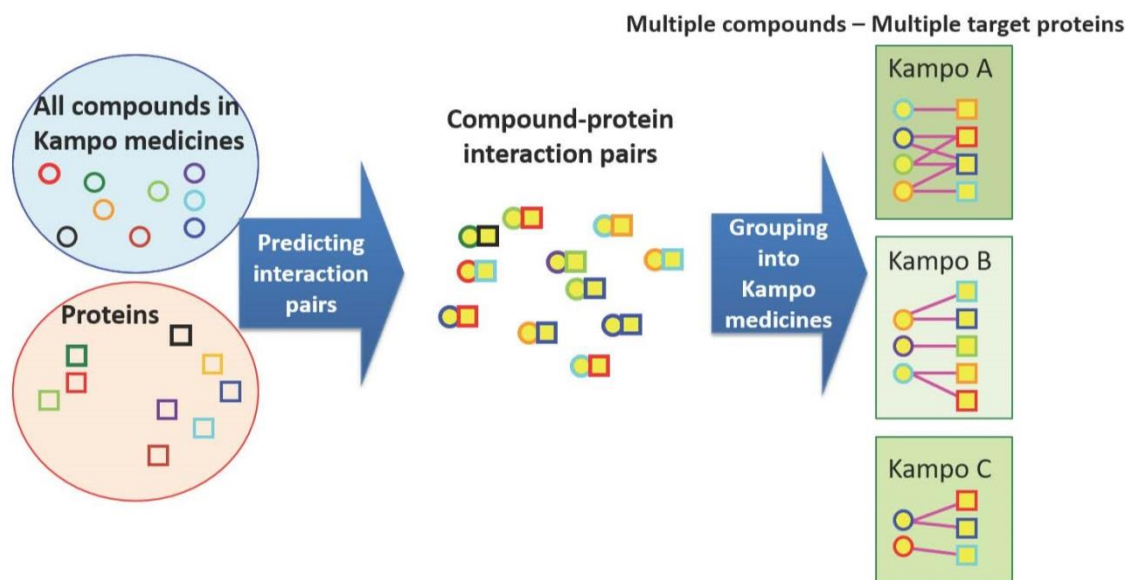 Multiple compounds – Multiple target proteins
All compounds in
Kampo medicines
Proteins
Predicting
interaction
pairs
Compound-protein
interaction pairs
Grouping
into
Kampo
medicines
Kampo A
Kampo B
Kampo C